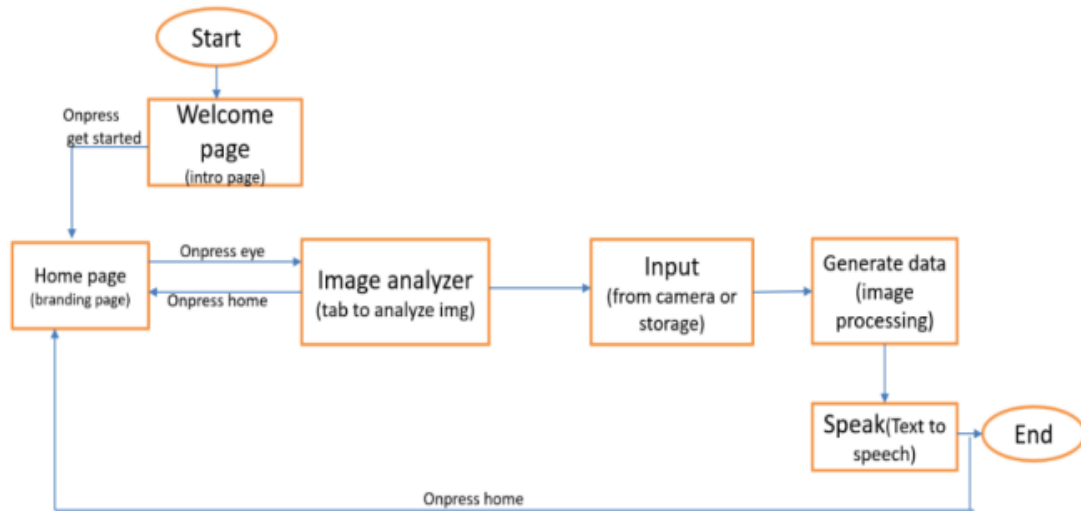 Start
Onpress
get started
Welcome
page
(intro page)
Home page
(branding page)
Onpress eye
Onpress home
Image analyzer
(tab to analyze img)
Input
(from camera or
storage)
Generate data
(image
processing)
Speak(Text to
speech)
End
Onpress home